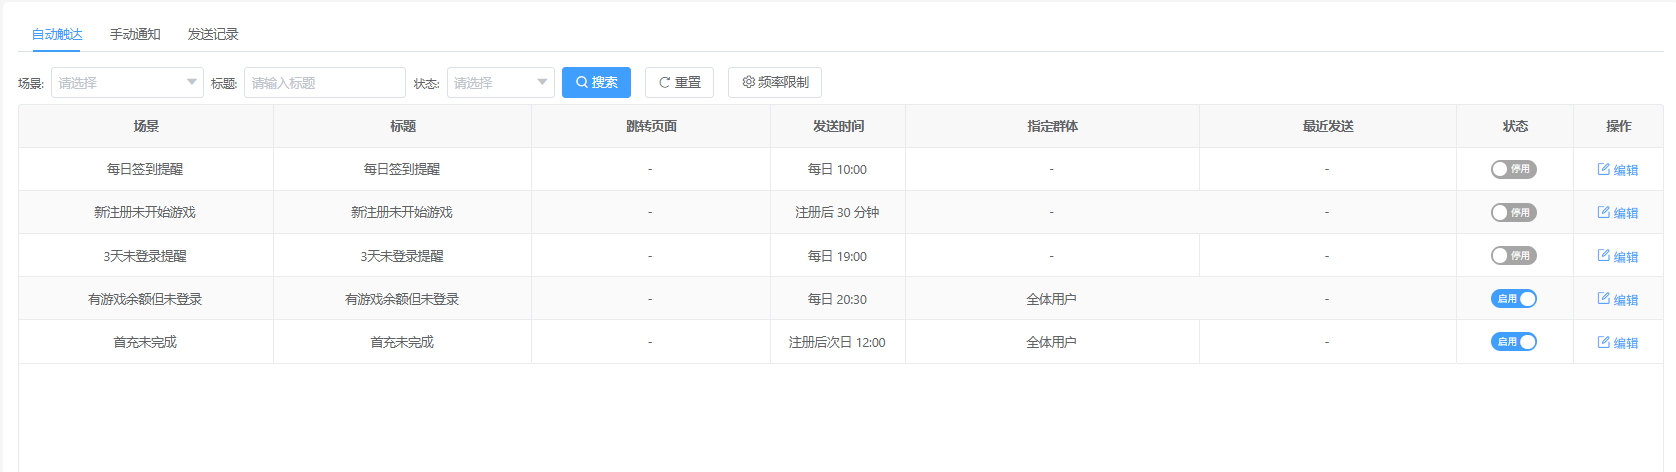 自动触达 手动通知 发送记录
场景: 请选择 标题: 请输入标题 状态: 请选择 搜索 重置 频率限制
场景 标题 跳转页面 发送时间 指定群体 最近发送 状态 操作
每日签到提醒 每日签到提醒 - 每日 10:00 - - 停用 编辑
新注册未开始游戏 新注册未开始游戏 - 注册后 30 分钟 - - 停用 编辑
3天未登录提醒 3天未登录提醒 - 每日 19:00 - - 停用 编辑
有游戏余额但未登录 有游戏余额但未登录 - 每日 20:30 全体用户 - 启用 编辑
首充未完成 首充未完成 - 注册后次日 12:00 全体用户 - 启用 编辑